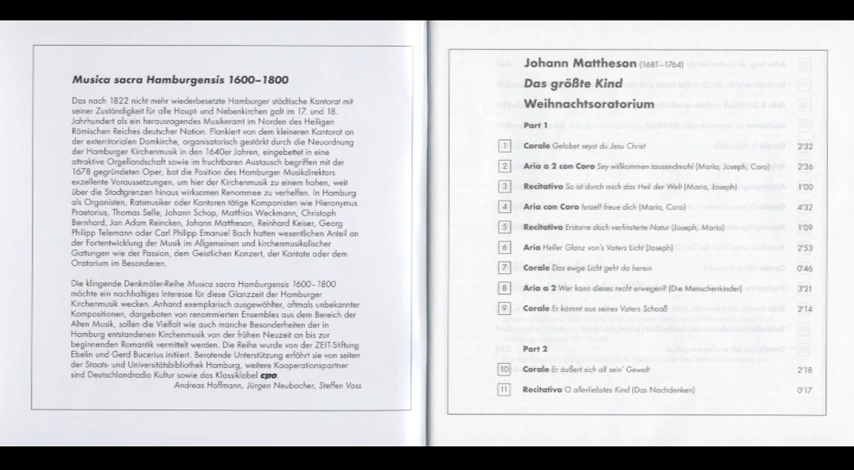 Musica sacra Hamburgensis 1600–1800
Das nach 1822 nicht mehr wiederbesetzte Hamburger städtische Kantorat mit
seiner Zuständigkeit für alle Haupt- und Nebenkirchen galt im 17. und 18.
Jahrhundert als ein herausragendes Musikeramt im Norden des Heiligen
Römischen Reiches deutscher Nation. Flankiert von dem kleineren Kantorat an
der exterritorialen Domkirche, organisatorisch gestärkt durch die Neuordnung
der Hamburger Kirchenmusik in den 1640er Jahren, eingebettet in eine
attraktive Orgellandschaft sowie im fruchtbaren Austausch begriffen mit der
1678 gegründeten Oper, bot die Position des Hamburger Musikdirektors
exzellente Voraussetzungen, um hier der Kirchenmusik zu einem hohen, weit
über die Stadtgrenzen hinaus wirksamen Renommee zu verhelfen. In Hamburg
als Organisten, Ratsmusiker oder Kantoren tätige Komponisten wie Hieronymus
Praetorius, Thomas Selle, Johann Schop, Matthias Weckmann, Christoph
Bernhard, Jan Adam Reincken, Johann Mattheson, Reinhard Keiser, Georg
Philipp Telemann oder Carl Philipp Emanuel Bach hatten wesentlichen Anteil an
der Fortentwicklung der Musik im Allgemeinen und kirchenmusikalischer
Gattungen wie der Passion, dem Geistlichen Konzert, der Kantate oder dem
Oratorium im Besonderen.
Die klingende Denkmäler-Reihe Musica sacra Hamburgensis 1600–1800
möchte ein nachhaltiges Interesse für diese Glanzzeit der Hamburger
Kirchenmusik wecken. Anhand exemplarisch ausgewählter, oftmals unbekannter
Kompositionen, dargeboten von renommierten Ensembles aus dem Bereich der
Alten Musik, sollen die Vielfalt wie auch manche Besonderheiten der in
Hamburg entstandenen Kirchenmusik von der frühen Neuzeit an bis zur
beginnenden Romantik vermittelt werden. Die Reihe wurde von der ZEIT-Stiftung
Ebelin und Gerd Bucerius initiiert. Beratende Unterstützung erfährt sie von seiten
der Staats- und Universitätsbibliothek Hamburg, weitere Kooperationspartner
sind Deutschlandradio Kultur sowie das Klassiklabel cpo.
Andreas Hoffmann, Jürgen Neubacher, Steffen Voss
Johann Mattheson (1681–1764)
Das größte Kind
Weihnachtsoratorium
Part 1
1 Corale Gelobet seyst du Jesu Christ 2'32
2 Aria a 2 con Coro Sey willkommen tausendmahl (Maria, Joseph, Coro) 2'36
3 Recitativo So ist durch mich das Heil der Welt (Maria, Joseph) 1'00
4 Aria con Coro Israel! freue dich (Maria, Coro) 4'32
5 Recitativo Erstarre doch verfinsterte Natur (Joseph, Maria) 1'09
6 Aria Heller Glanz von's Vaters Licht (Joseph) 2'53
7 Corale Das ewige Licht geht da herein 0'46
8 Aria a 2 Wer kann dieses recht erwegen? (Die Menschenkinder) 3'21
9 Corale Er kömmt aus seines Vaters Schooß 2'14
Part 2
10 Corale Er äußert sich all sein' Gewalt 2'18
11 Recitativo O allerliebstes Kind (Das Nachdenken) 0'17